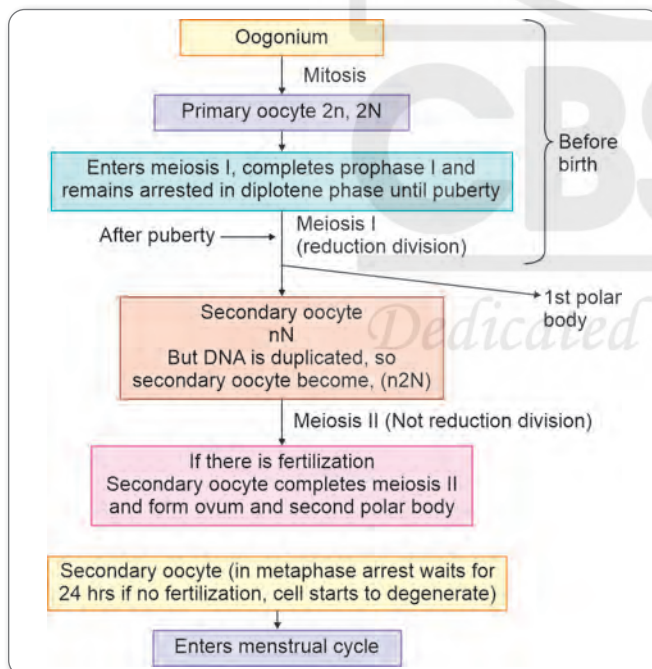 Oogonium
Mitosis
Primary oocyte 2n, 2N
Before
birth
Enters meiosis I, completes prophase I and
remains arrested in diplotene phase until puberty
After puberty
Meiosis I
(reduction division)
1st polar
body
Secondary oocyte
nN
But DNA is duplicated, so
secondary oocyte become, (n2N)
Dedicated
Meiosis II (Not reduction division)
If there is fertilization
Secondary oocyte completes meiosis II
and form ovum and second polar body
Secondary oocyte (in metaphase arrest waits for
24 hrs if no fertilization, cell starts to degenerate)
Enters menstrual cycle
CBS